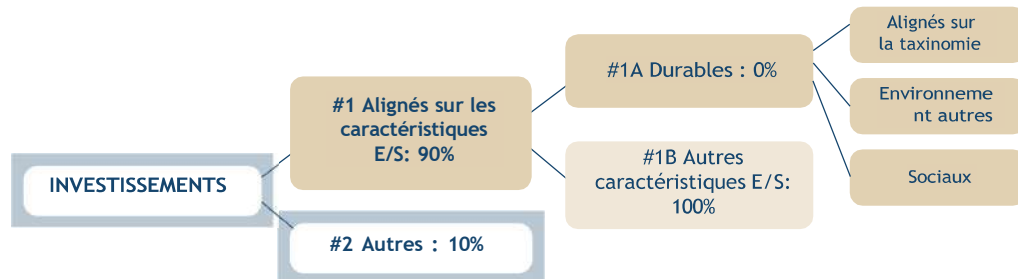 Alignés sur
la taxinomie
#1A Durables : 0%
Environneme
nt autres
#1 Alignés sur les
caractéristiques
E/S: 90%
#1B Autres
caractéristiques E/S:
100%
Sociaux
INVESTISSEMENTS
#2 Autres : 10%